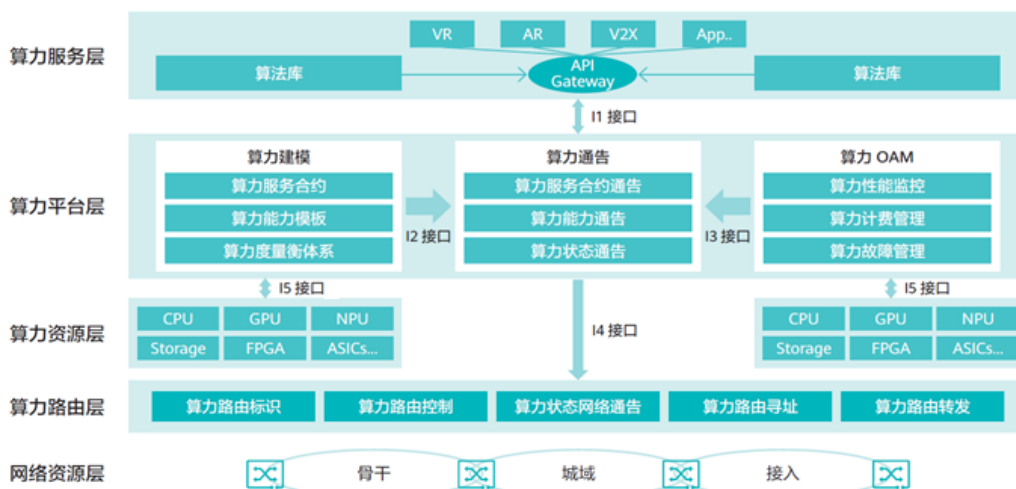 算力服务层
VR
AR
V2X
App..
算法库
API
Gateway
算法库
I1 接口
算力平台层
算力建模
算力服务合约
算力能力模板
算力度量衡体系
I2 接口
算力通告
算力服务合约通告
算力能力通告
算力状态通告
I3 接口
算力 OAM
算力性能监控
算力计费管理
算力故障管理
I5 接口
I4 接口
I5 接口
算力资源层
CPU
GPU
NPU
Storage
FPGA
ASICs...
CPU
GPU
NPU
Storage
FPGA
ASICs...
算力路由层
算力路由标识
算力路由控制
算力状态网络通告
算力路由寻址
算力路由转发
网络资源层
骨干
城域
接入